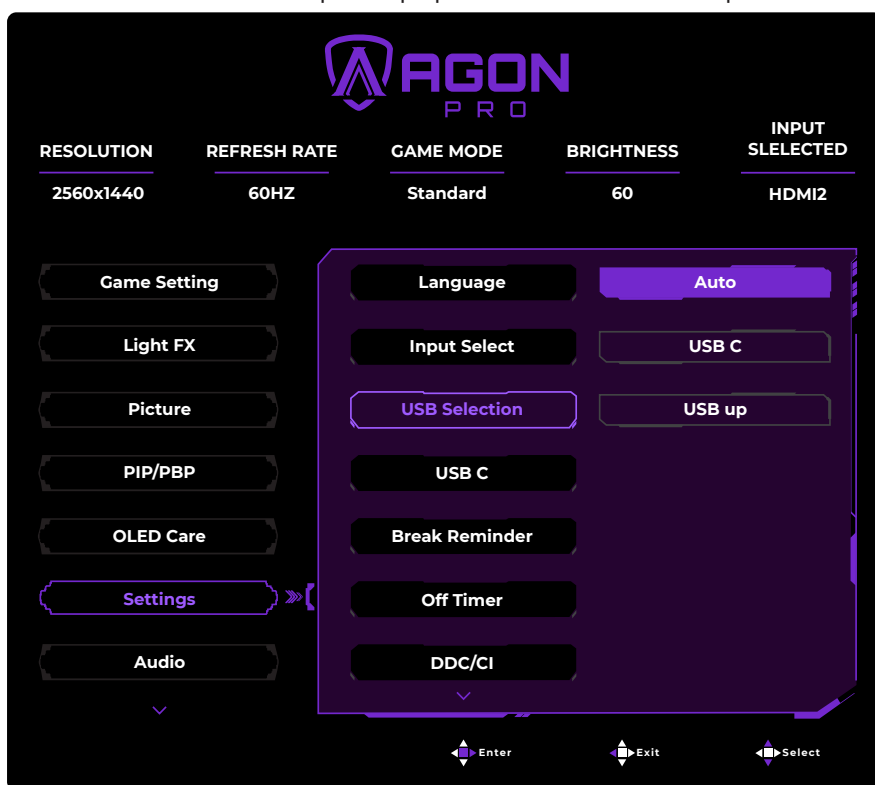 AGON
PRO
RESOLUTION REFRESH RATE GAME MODE BRIGHTNESS INPUT SLELECTED
2560x1440 60HZ Standard 60 HDMI2
Game Setting Language Auto
Light FX Input Select USB C
Picture USB Selection USB up
PIP/PBP USB C
OLED Care Break Reminder
Settings Off Timer
Audio DDC/CI
Enter Exit Select